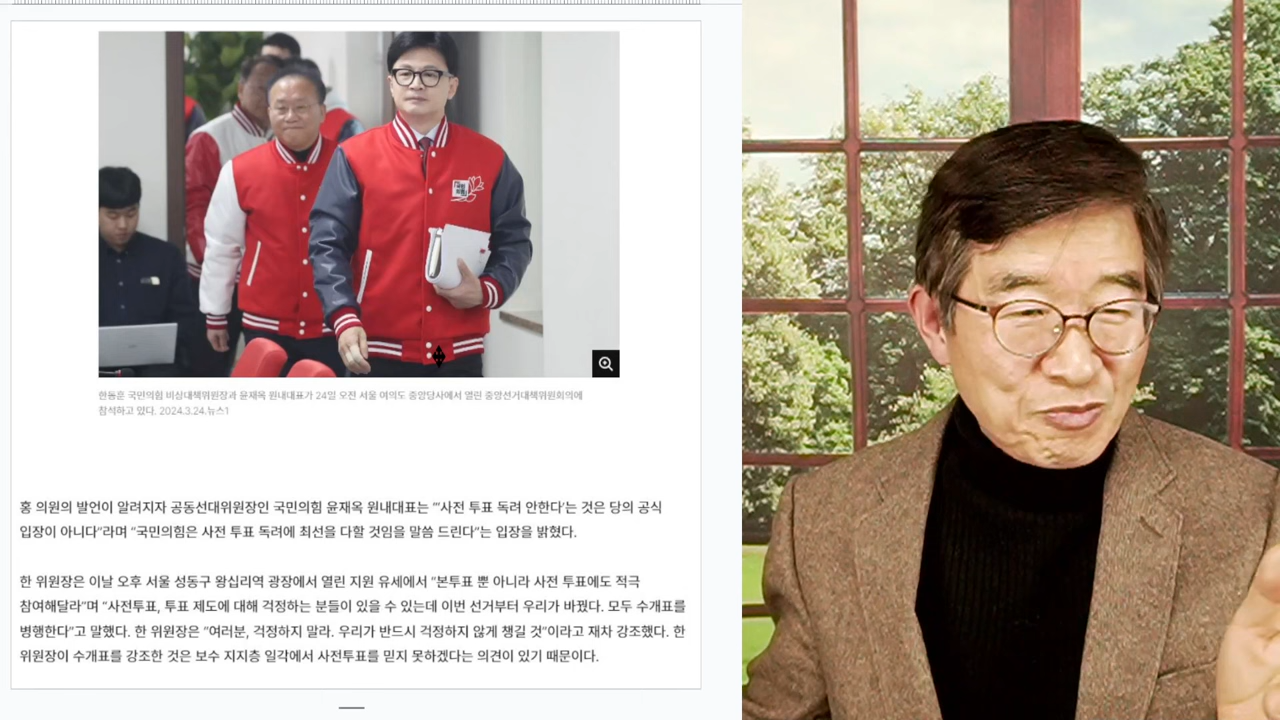 한동훈 국민의힘 비상대책위원장과 윤재옥 원내대표가 24일 오전 서울 여의도 중앙당사에서 열린 중앙선거대책위원회의에
참석하고 있다. 2024.3.24.뉴스1
홍 의원의 발언이 알려지자 공동선대위원장인 국민의힘 윤재옥 원내대표는 "'사전 투표 독려 안한다'는 것은 당의 공식
입장이 아니다"라며 "국민의힘은 사전 투표 독려에 최선을 다할 것임을 말씀 드린다"는 입장을 밝혔다.
한 위원장은 이날 오후 서울 성동구 왕십리역 광장에서 열린 지원 유세에서 "본투표 뿐 아니라 사전 투표에도 적극
참여해달라"며 "사전투표, 투표 제도에 대해 걱정하는 분들이 있을 수 있는데 이번 선거부터 우리가 바꿨다. 모두 수개표를
병행한다"고 말했다. 한 위원장은 "여러분, 걱정하지 말라. 우리가 반드시 걱정하지 않게 챙길 것"이라고 재차 강조했다. 한
위원장이 수개표를 강조한 것은 보수 지지층 일각에서 사전투표를 믿지 못하겠다는 의견이 있기 때문이다.